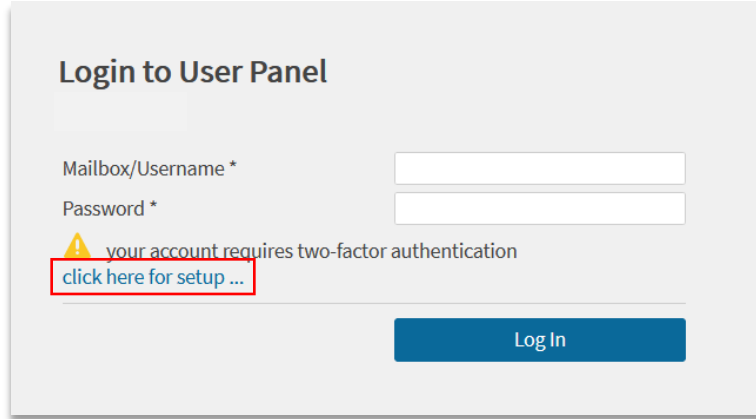 Login to User Panel
Mailbox/Username *
Password *
your account requires two-factor authentication
click here for setup ...
Log In